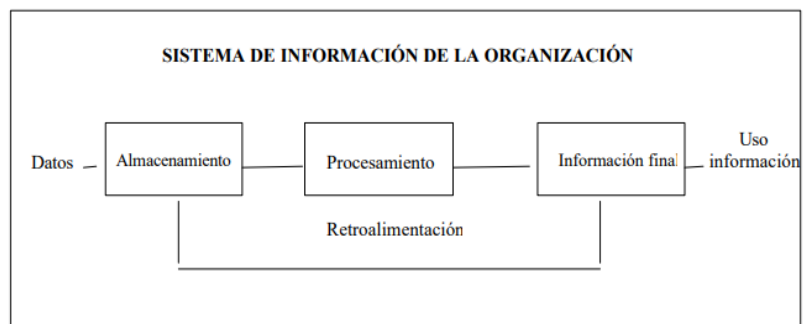 SISTEMA DE INFORMACIÓN DE LA ORGANIZACIÓN
Datos
Almacenamiento
Procesamiento
Información final
Uso
información
Retroalimentación